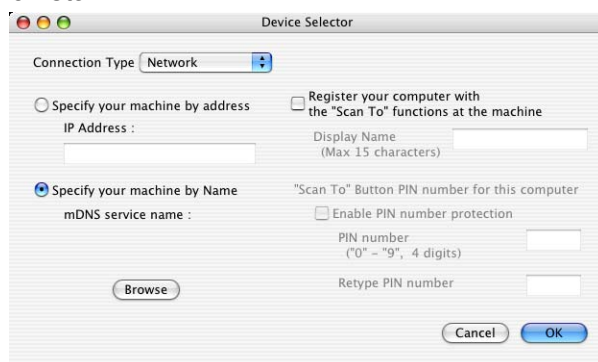 Device Selector
Connection Type Network
Specify your machine by address
IP Address :
Specify your machine by Name
mDNS service name :
Browse
Register your computer with
the "Scan To" functions at the machine
Display Name
(Max 15 characters)
"Scan To" Button PIN number for this computer
Enable PIN number protection
PIN number
("0" - "9", 4 digits)
Retype PIN number
Cancel OK